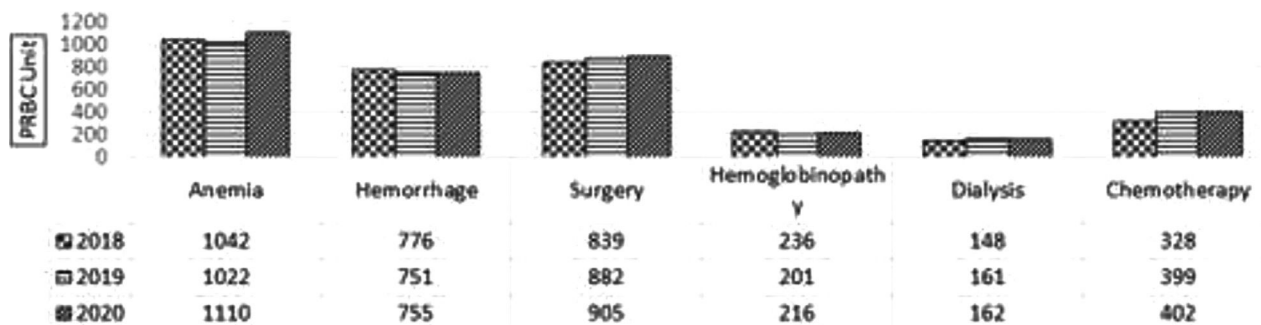 1200
1000
800
600
400
200
0
PRBC Unit
Anemia Hemorrhage Surgery Hemoglobinopath
y Dialysis Chemotherapy
2018 1042 776 839 236 148 328
2019 1022 751 882 201 161 399
2020 1110 755 905 216 162 402